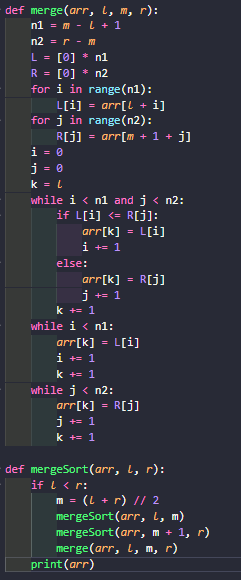 def merge(arr, l, m, r):
    n1 = m - l + 1
    n2 = r - m
    L = [0] * n1
    R = [0] * n2
    for i in range(n1):
        L[i] = arr[l + i]
    for j in range(n2):
        R[j] = arr[m + 1 + j]
    i = 0
    j = 0
    k = l
    while i < n1 and j < n2:
        if L[i] <= R[j]:
            arr[k] = L[i]
            i += 1
        else:
            arr[k] = R[j]
            j += 1
        k += 1
    while i < n1:
        arr[k] = L[i]
        i += 1
        k += 1
    while j < n2:
        arr[k] = R[j]
        j += 1
        k += 1
def mergeSort(arr, l, r):
    if l < r:
        m = (l + r) // 2
        mergeSort(arr, l, m)
        mergeSort(arr, m + 1, r)
        merge(arr, l, m, r)
    print(arr)